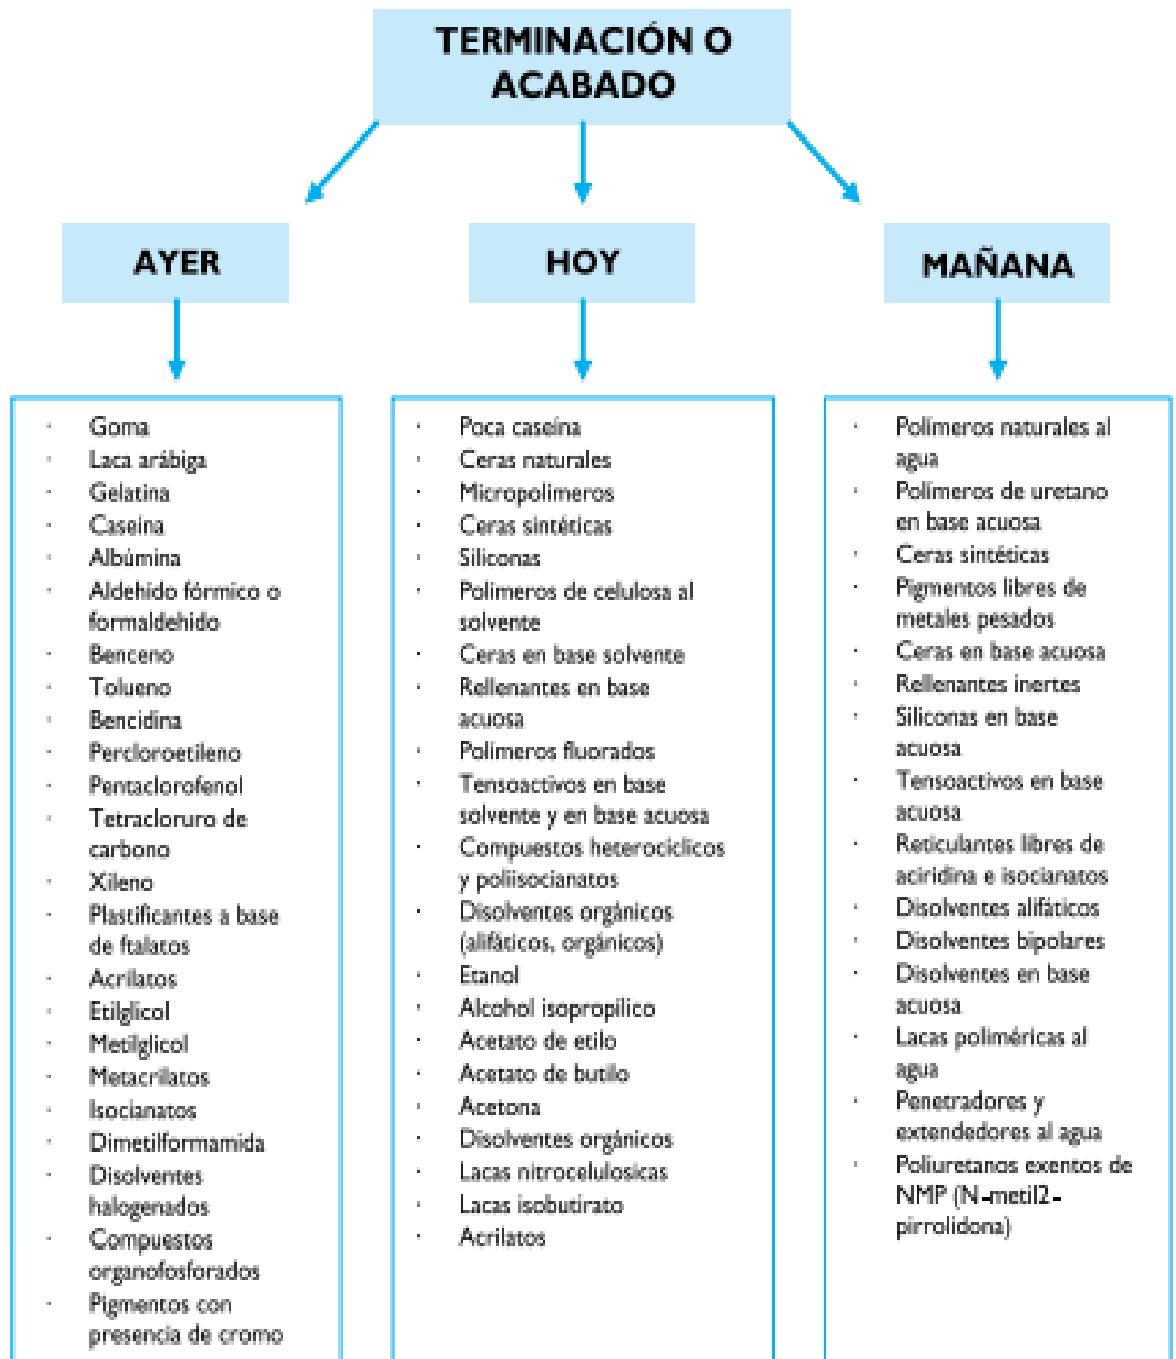 TERMINACIÓN O
ACABADO
AYER
HOY
MAÑANA
· Goma
· Laca arábiga
· Gelatina
· Caseína
· Albúmina
· Aldehido fórmico o
formaldehido
· Benceno
· Tolueno
· Bencidina
· Percloroetileno
· Pentaclorofenol
· Tetracloruro de
carbono
· Xileno
· Plastificantes a base
de ftalatos
· Acrilatos
· Etilglicol
· Metilglicol
· Metacrilatos
· Isocianatos
· Dimetilformamida
· Disolventes
halogenados
· Compuestos
organofosforados
· Pigmentos con
presencia de cromo
· Poca caseína
· Ceras naturales
· Micropolímeros
· Ceras sintéticas
· Siliconas
· Polímeros de celulosa al
solvente
· Ceras en base solvente
· Rellenantes en base
acuosa
· Polímeros fluorados
· Tensoactivos en base
solvente y en base acuosa
· Compuestos heterocíclicos
y poliisocianatos
· Disolventes orgánicos
(alifáticos, orgánicos)
· Etanol
· Alcohol isopropílico
· Acetato de etilo
· Acetato de butilo
· Acetona
· Disolventes orgánicos
· Lacas nitrocelulosicas
· Lacas isobutirato
· Acrilatos
· Polímeros naturales al
agua
· Polímeros de uretano
en base acuosa
· Ceras sintéticas
· Pigmentos libres de
metales pesados
· Ceras en base acuosa
· Rellenantes inertes
· Siliconas en base
acuosa
· Tensoactivos en base
acuosa
· Reticulantes libres de
aciridina e isocianatos
· Disolventes alifáticos
· Disolventes bipolares
· Disolventes en base
acuosa
· Lacas poliméricas al
agua
· Penetradores y
extendedores al agua
· Poliuretanos exentos de
NMP (N-metil2-
pirrolidona)